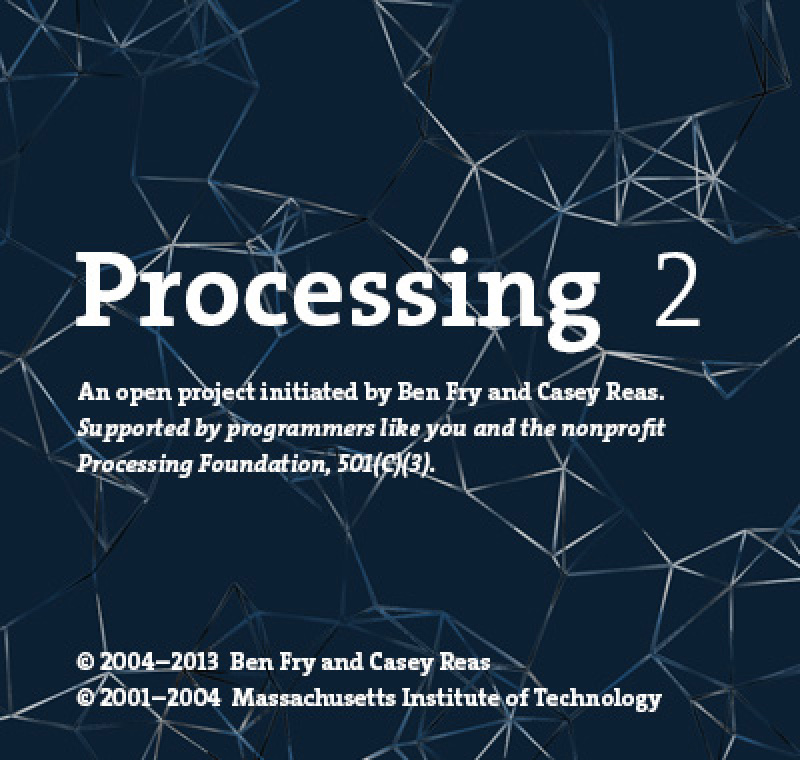 Processing 2
An open project initiated by Ben Fry and Casey Reas.
Supported by programmers like you and the nonprofit
Processing Foundation, 501(C)(3).
© 2004–2013 Ben Fry and Casey Reas
© 2001–2004 Massachusetts Institute of Technology